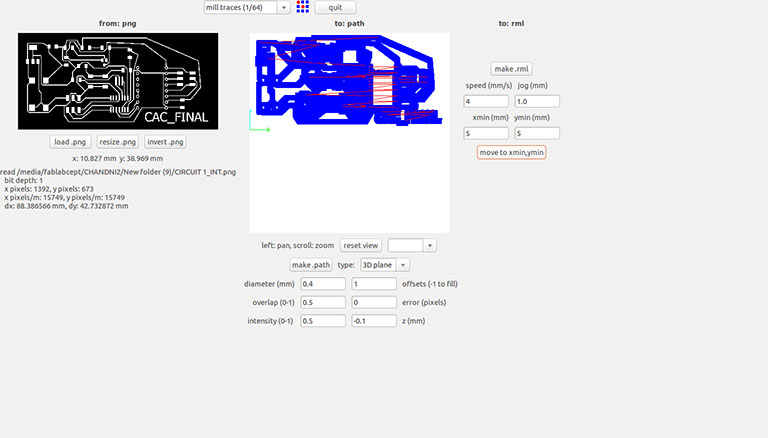 mill traces (1/64) quit
from: png to: path to: rml
CAC_FINAL
make .rml
speed (mm/s) jog (mm)
4 1.0
xmin (mm) ymin (mm)
5 5
move to xmin,ymin
load .png resize .png invert .png
x: 10.827 mm y: 38.969 mm
read /media/fablabcept/CHANDNI2/New folder (9)/CIRCUIT 1_INT.png
bit depth: 1
x pixels: 1392, y pixels: 673
x pixels/m: 15749, y pixels/m: 15749
dx: 88.386566 mm, dy: 42.732872 mm
left: pan, scroll: zoom reset view
make .path type: 3D plane
diameter (mm) 0.4 1 offsets (-1 to fill)
overlap (0-1) 0.5 0 error (pixels)
intensity (0-1) 0.5 -0.1 z (mm)